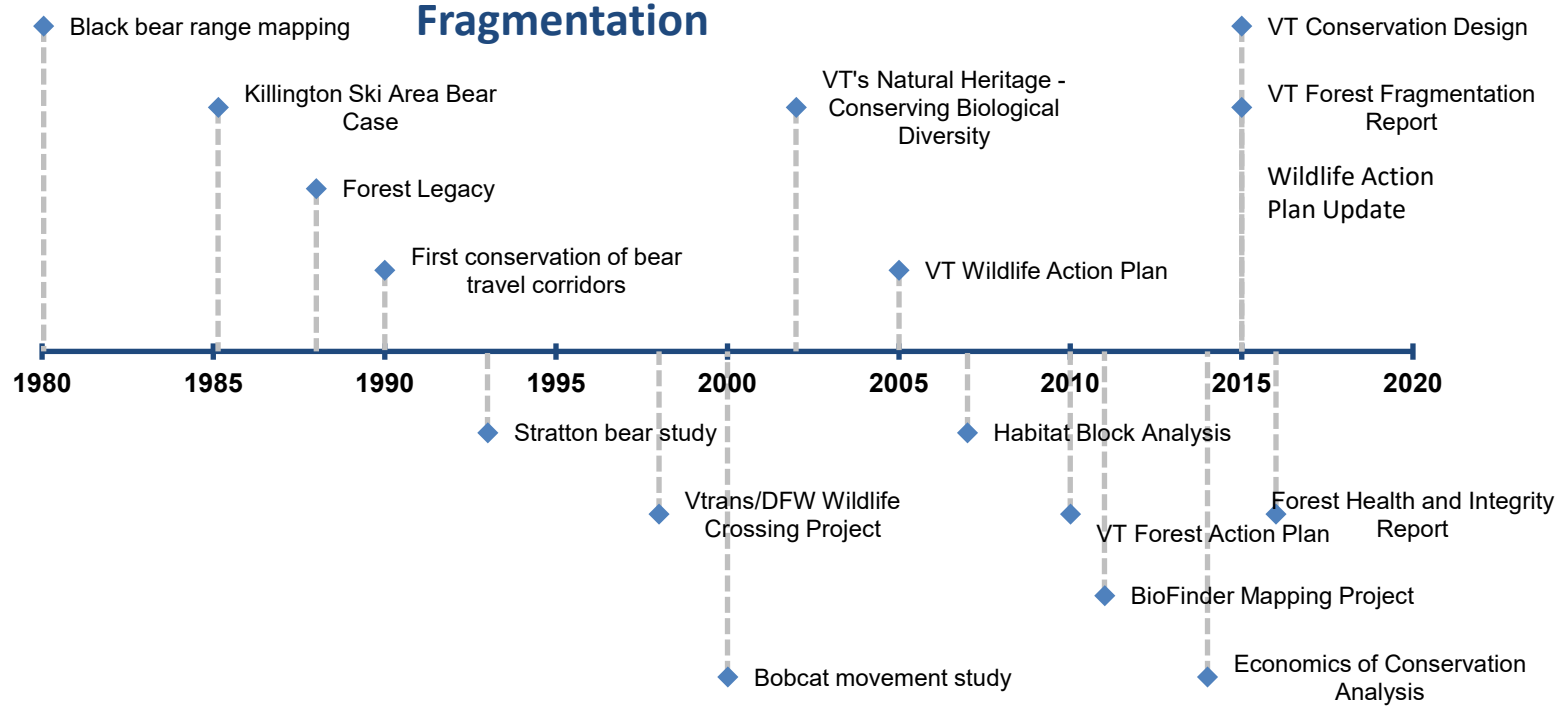 Fragmentation
Black bear range mapping
VT Conservation Design
Killington Ski Area Bear
Case
VT's Natural Heritage -
Conserving Biological
Diversity
VT Forest Fragmentation
Report
Forest Legacy
Wildlife Action
Plan Update
First conservation of bear
travel corridors
VT Wildlife Action Plan
1980
1985
1990
1995
2000
2005
2010
2015
2020
Stratton bear study
Habitat Block Analysis
Vtrans/DFW Wildlife
Crossing Project
VT Forest Action Plan
Forest Health and Integrity
Report
BioFinder Mapping Project
Bobcat movement study
Economics of Conservation
Analysis